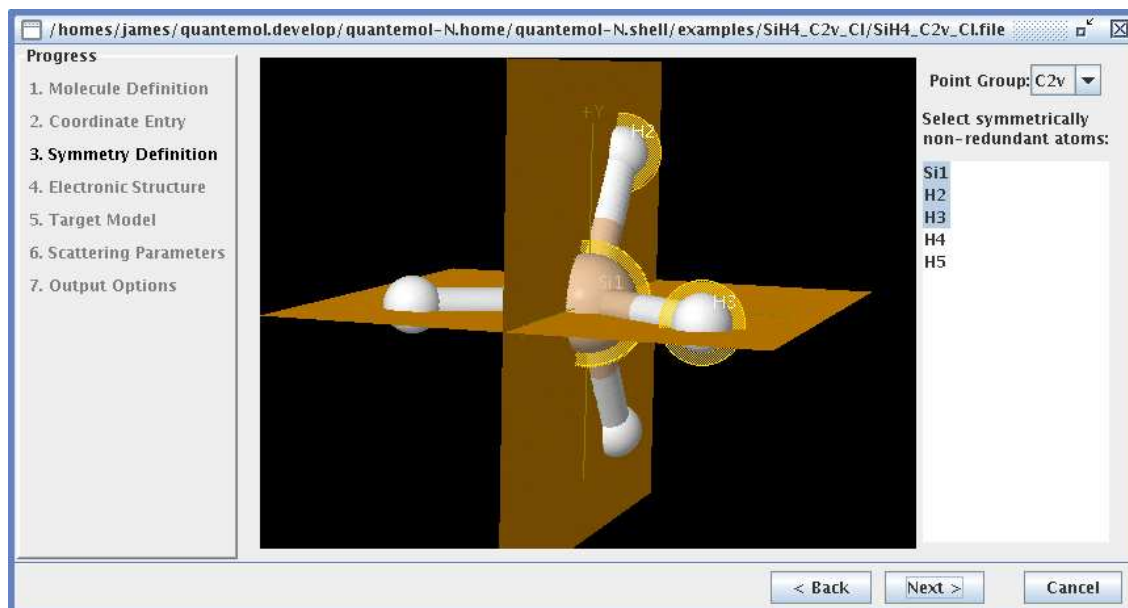 /homes/james/quantemol.develop/quantemol-N.home/quantemol-N.shell/examples/SiH4_C2v_CI/SiH4_C2v_CI.file
Progress
1. Molecule Definition
2. Coordinate Entry
3. Symmetry Definition
4. Electronic Structure
5. Target Model
6. Scattering Parameters
7. Output Options
+Y
H2
Si1
H3
Point Group: C2v
Select symmetrically
non-redundant atoms:
Si1
H2
H3
H4
H5
< Back
Next >
Cancel